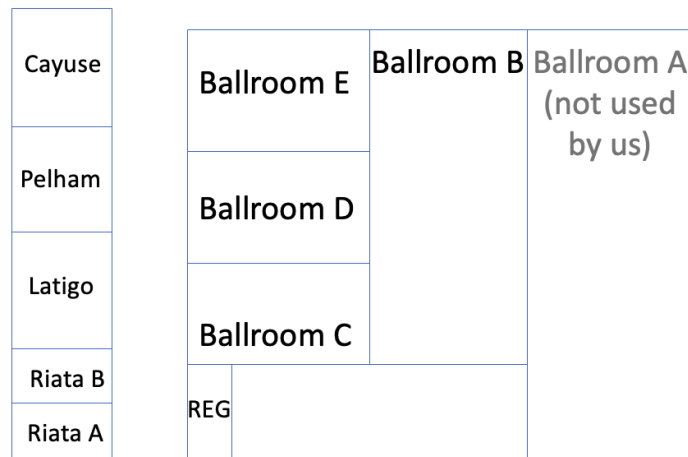 Cayuse
Pelham
Latigo
Riata B
Riata A
Ballroom E
Ballroom D
Ballroom C
REG
Ballroom B
Ballroom A
(not used
by us)